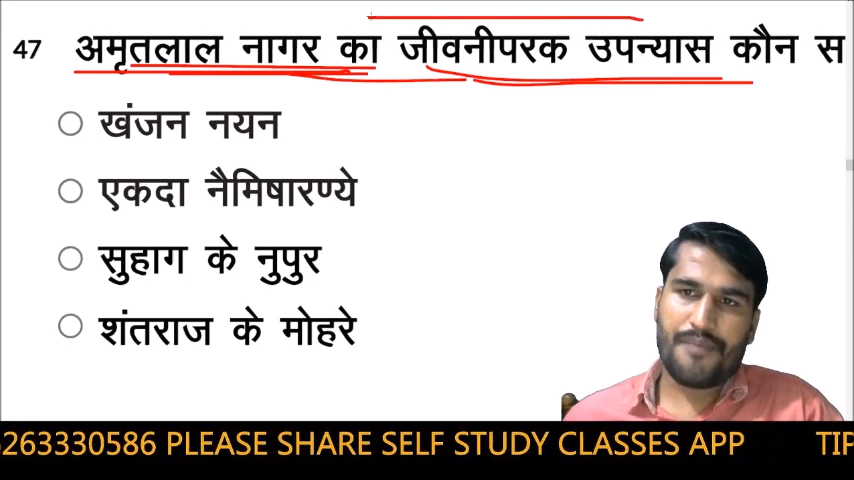 47 अमृतलाल नागर का जीवनीपरक उपन्यास कौन स
खंजन नयन
एकदा नैमिषारण्ये
सुहाग के नुपुर
शंतराज के मोहरे
263330586 PLEASE SHARE SELF STUDY CLASSES APP TIP